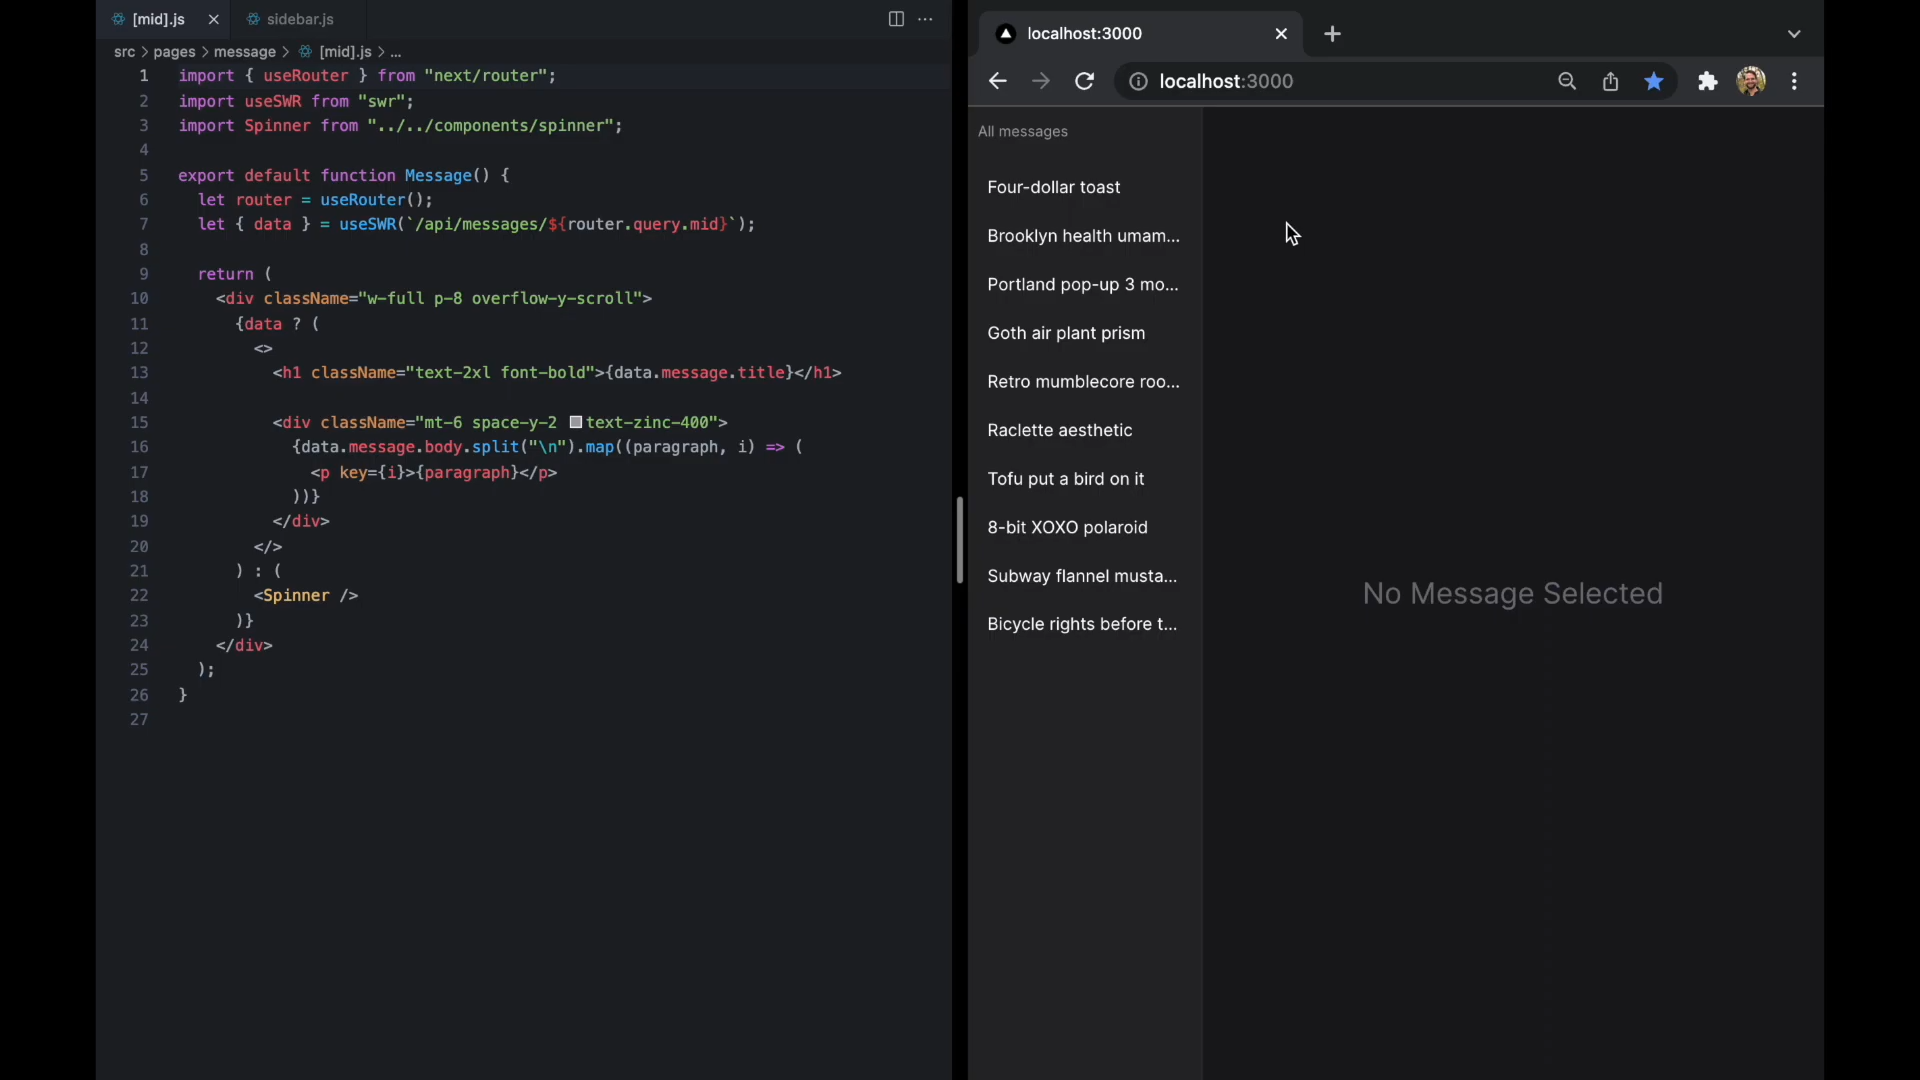 [mid].js
sidebar.js
src > pages > message > [mid].js > ...
1 import { useRouter } from "next/router";
2 import useSWR from "swr";
3 import Spinner from "../../components/spinner";
4
5 export default function Message() {
6 let router = useRouter();
7 let { data } = useSWR(`/api/messages/${router.query.mid}`);
8
9 return (
10 <div className="w-full p-8 overflow-y-scroll">
11 {data ? (
12 <>
13 <h1 className="text-2xl font-bold">{data.message.title}</h1>
14
15 <div className="mt-6 space-y-2 text-zinc-400">
16 {data.message.body.split("\n").map((paragraph, i) => (
17 <p key={i}>{paragraph}</p>
18 ))}
19 </div>
20 </>
21 ) : (
22 <Spinner />
23 )}
24 </div>
25 );
26 }
27
localhost:3000
localhost:3000
All messages
Four-dollar toast
Brooklyn health umam...
Portland pop-up 3 mo...
Goth air plant prism
Retro mumblecore roo...
Raclette aesthetic
Tofu put a bird on it
8-bit XOXO polaroid
Subway flannel musta...
Bicycle rights before t...
No Message Selected